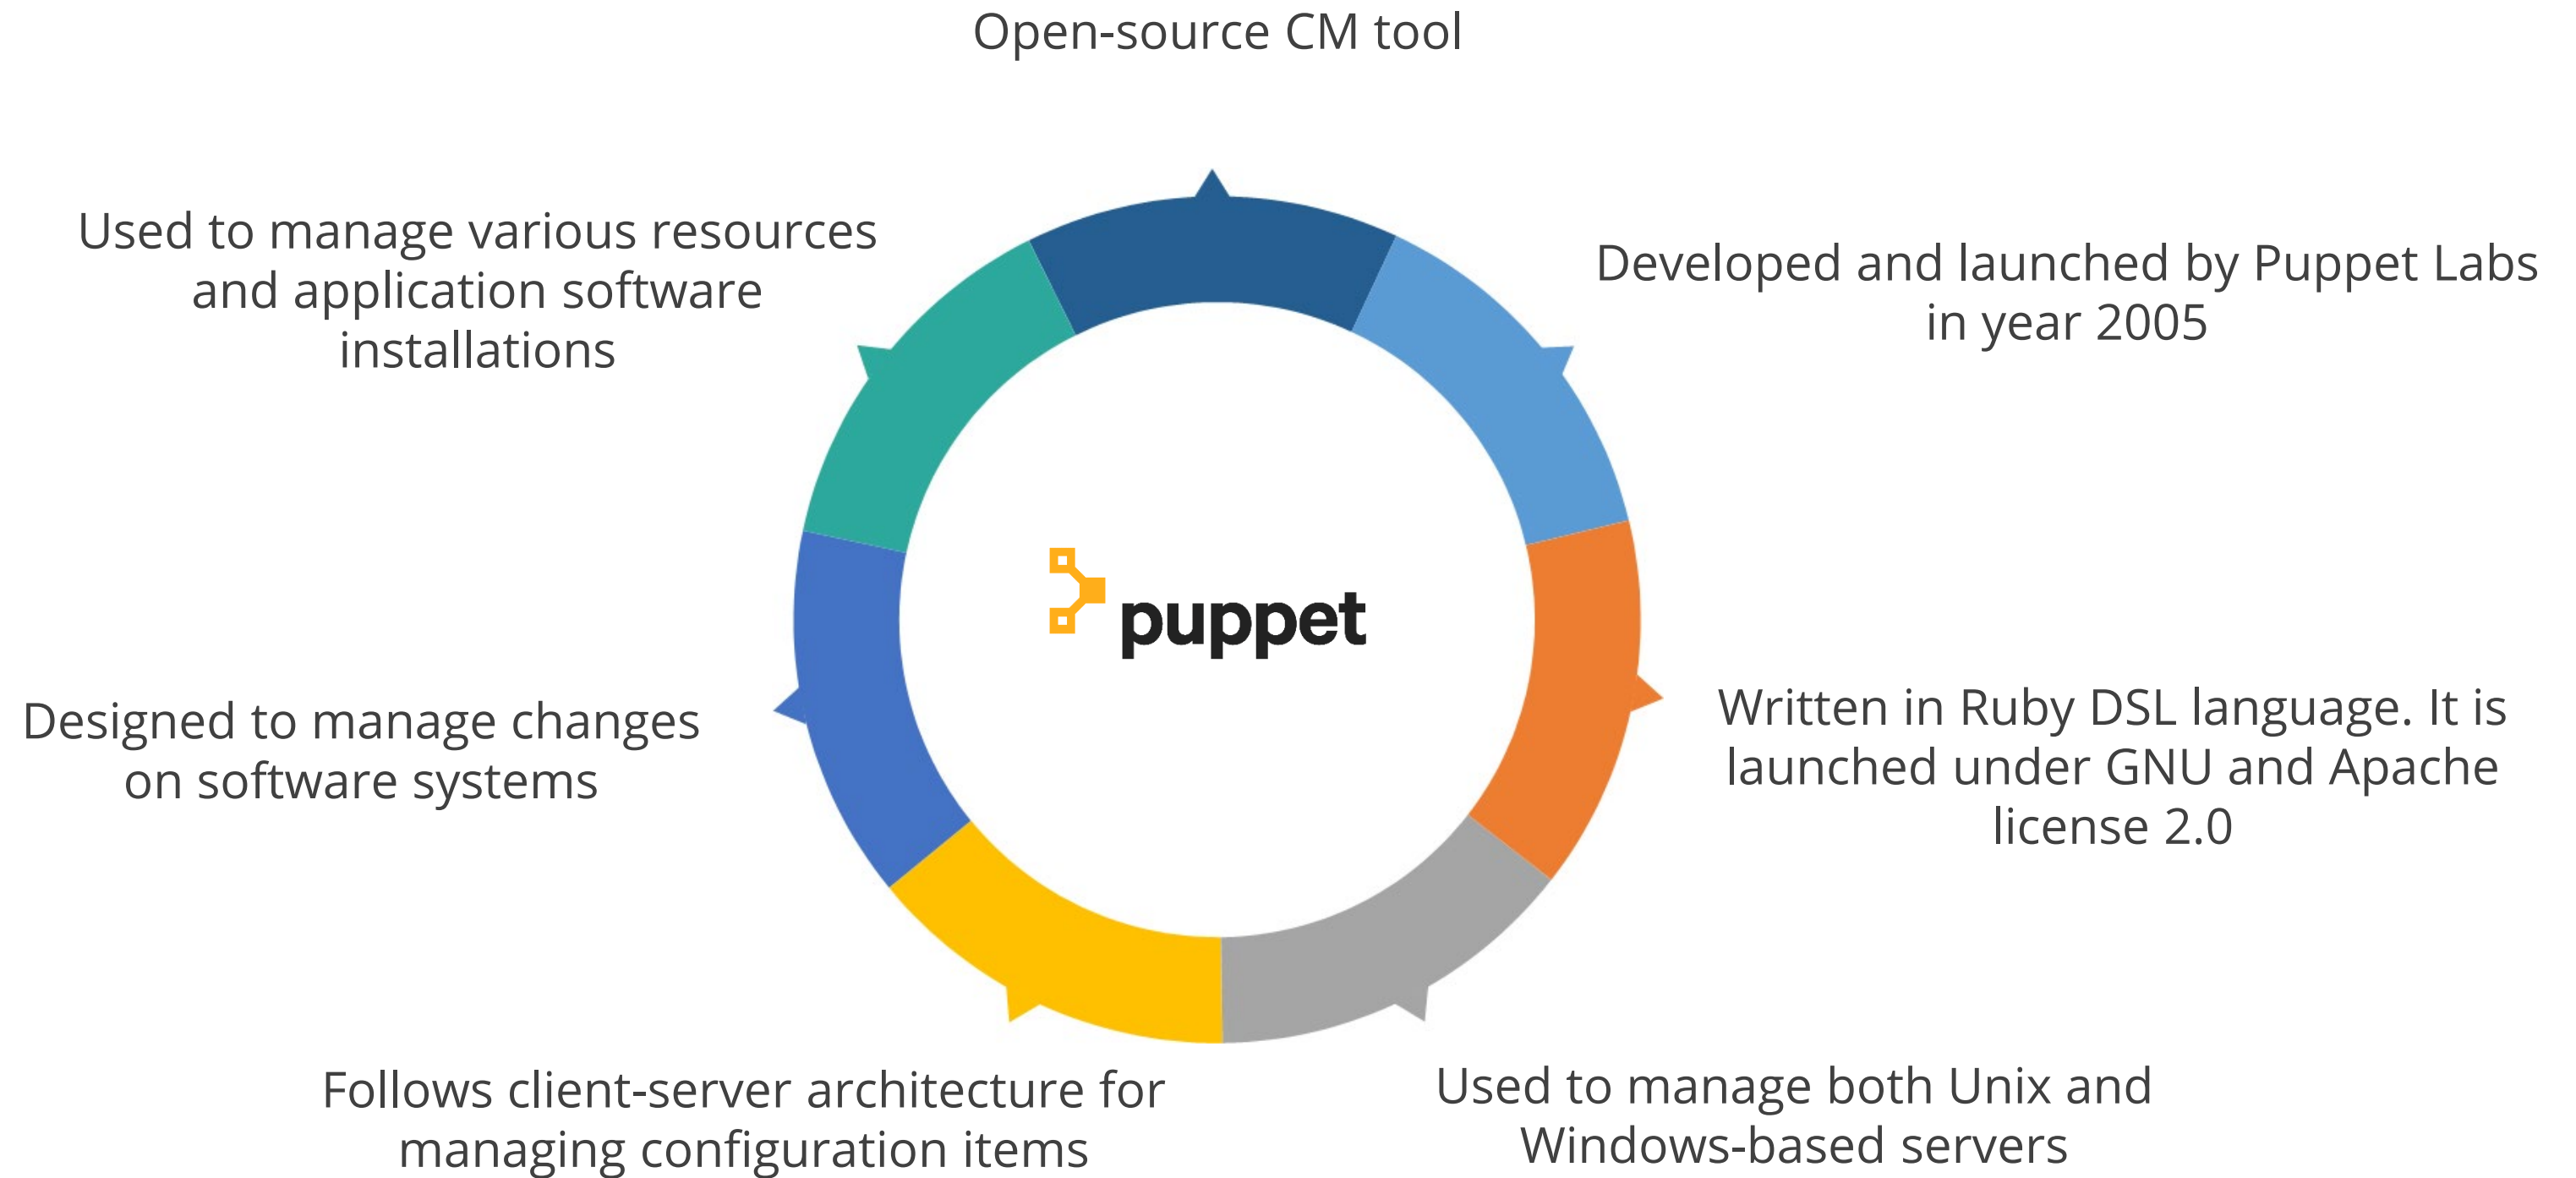 Open-source CM tool
Developed and launched by Puppet Labs
in year 2005
Written in Ruby DSL language. It is
launched under GNU and Apache
license 2.0
Used to manage both Unix and
Windows-based servers
Follows client-server architecture for
managing configuration items
Designed to manage changes
on software systems
Used to manage various resources
and application software
installations
puppet